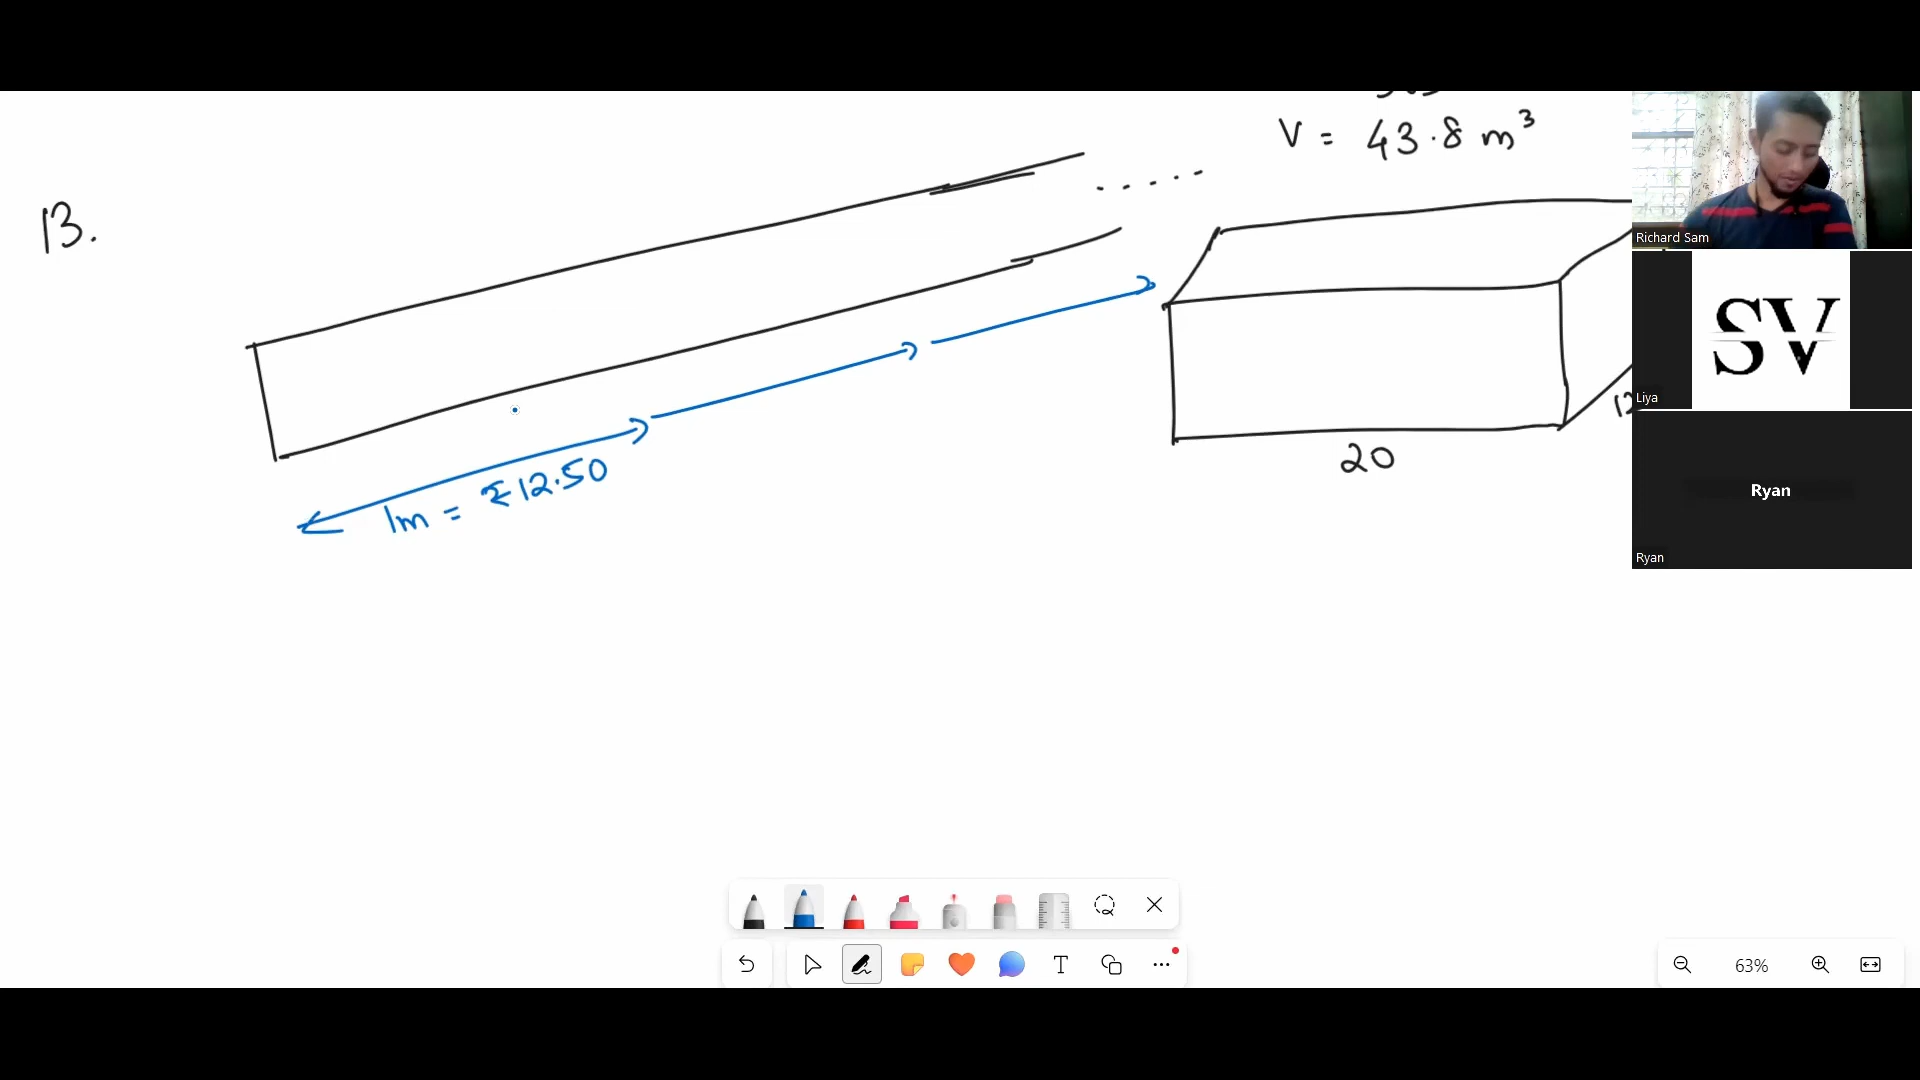 V = 43.8 m³
13.
1m = ₹12.50
20
Richard Sam
SV
Liya
Ryan
Ryan
T
63%